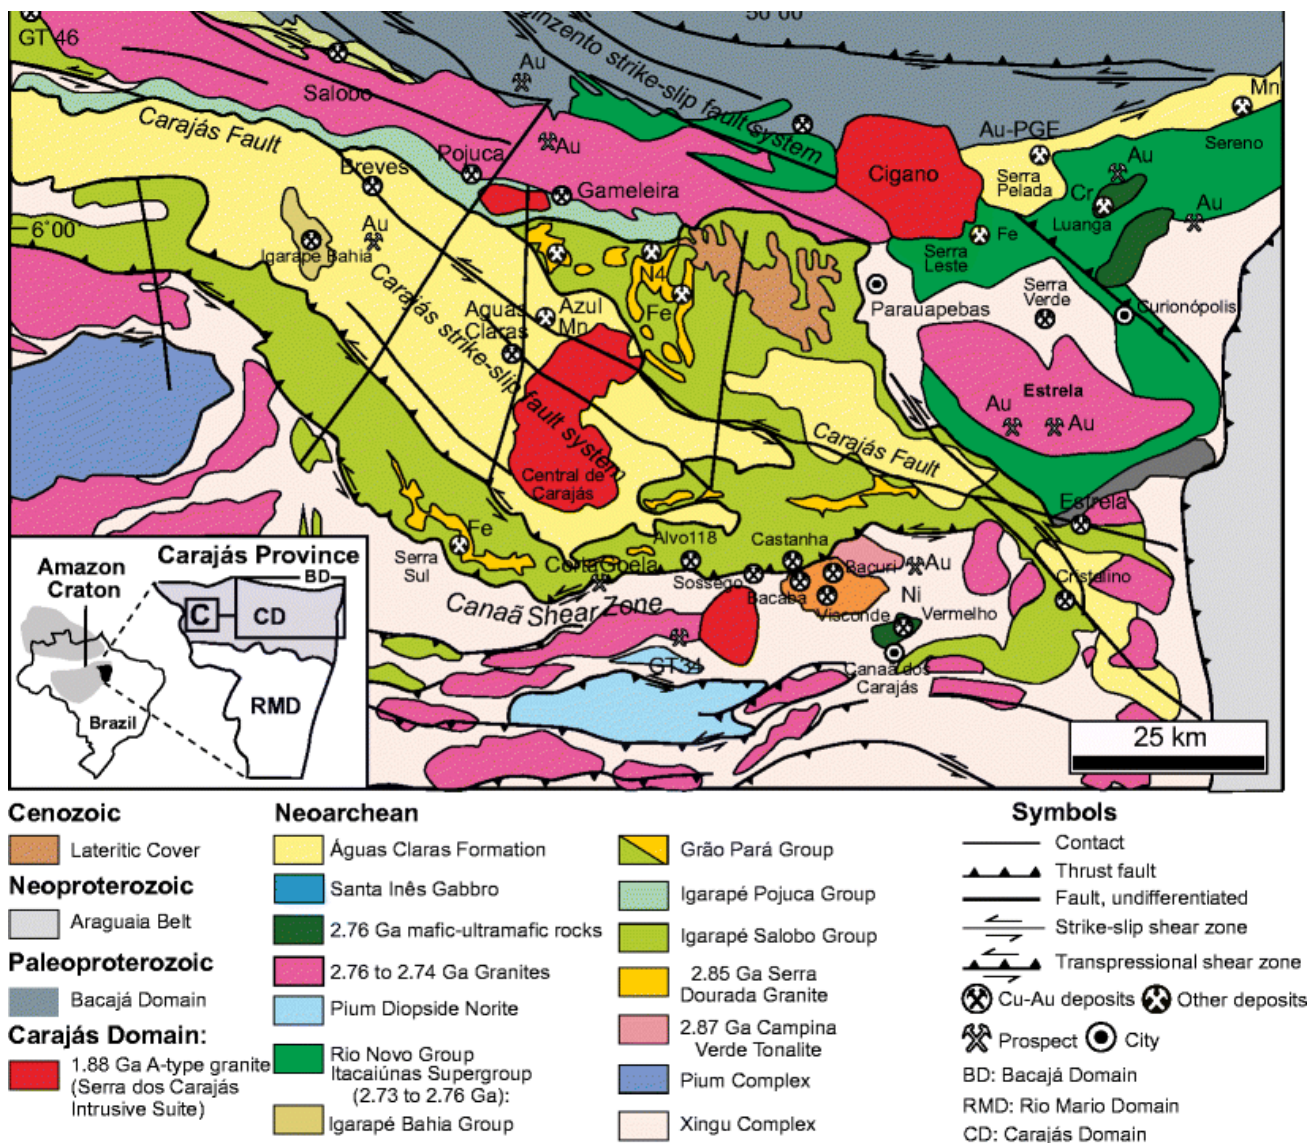 50°00'
GT 46
Salobo
Au
Cinzento strike-slip fault system
Mn
Carajás Fault
Pojuca
Au
Au-PGE
Sereno
Breves
Gameleira
Cigano
Serra
Pelada
Au
Cr
Luanga
Au
6°00'
Igarape Bahia
Au
Fe
Serra
Leste
N4
Fe
Carajás strike-slip fault system
Aguas
Claras
Azul
Mn
Parauapebas
Serra
Verde
Curionópolis
Estrela
Au
Au
Carajás Fault
Central de
Carajás
Estrela
Fe
Serra
Sul
CortaGoela
Alvo118
Castanha
Sossego
Bacaba
Bacuri
Au
Visconde
Ni
Vermelho
Cristalino
Canaã Shear Zone
GT34
Canaã dos
Carajás
25 km
Amazon
Craton
Brazil
Carajás Province
BD
C
CD
RMD
Cenozoic
Lateritic Cover
Neoproterozoic
Araguaia Belt
Paleoproterozoic
Bacajá Domain
Carajás Domain:
1.88 Ga A-type granite
(Serra dos Carajás
Intrusive Suite)
Neoarchean
Águas Claras Formation
Santa Inês Gabbro
2.76 Ga mafic-ultramafic rocks
2.76 to 2.74 Ga Granites
Pium Diopside Norite
Rio Novo Group
Itacaiúnas Supergroup
(2.73 to 2.76 Ga):
Igarapé Bahia Group
Grão Pará Group
Igarapé Pojuca Group
Igarapé Salobo Group
2.85 Ga Serra
Dourada Granite
2.87 Ga Campina
Verde Tonalite
Pium Complex
Xingu Complex
Symbols
Contact
Thrust fault
Fault, undifferentiated
Strike-slip shear zone
Transpressional shear zone
Cu-Au deposits
Other deposits
Prospect
City
BD: Bacajá Domain
RMD: Rio Mario Domain
CD: Carajás Domain